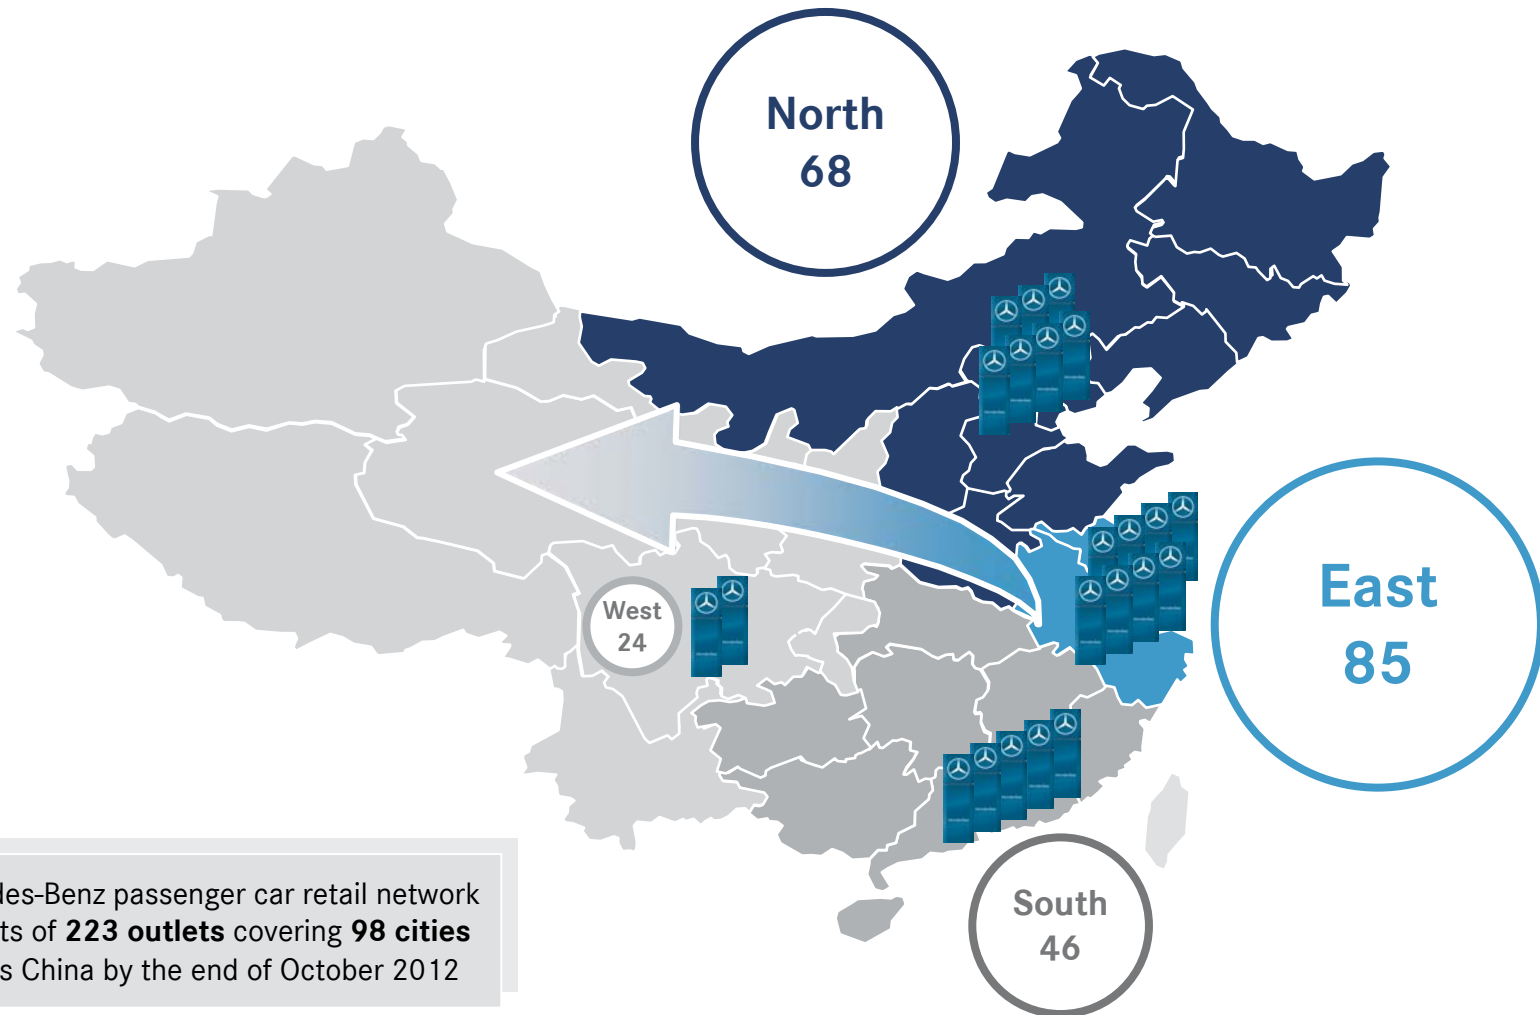 North
68
East
85
West
24
South
46
des-Benz passenger car retail network
ts of 223 outlets covering 98 cities
s China by the end of October 2012